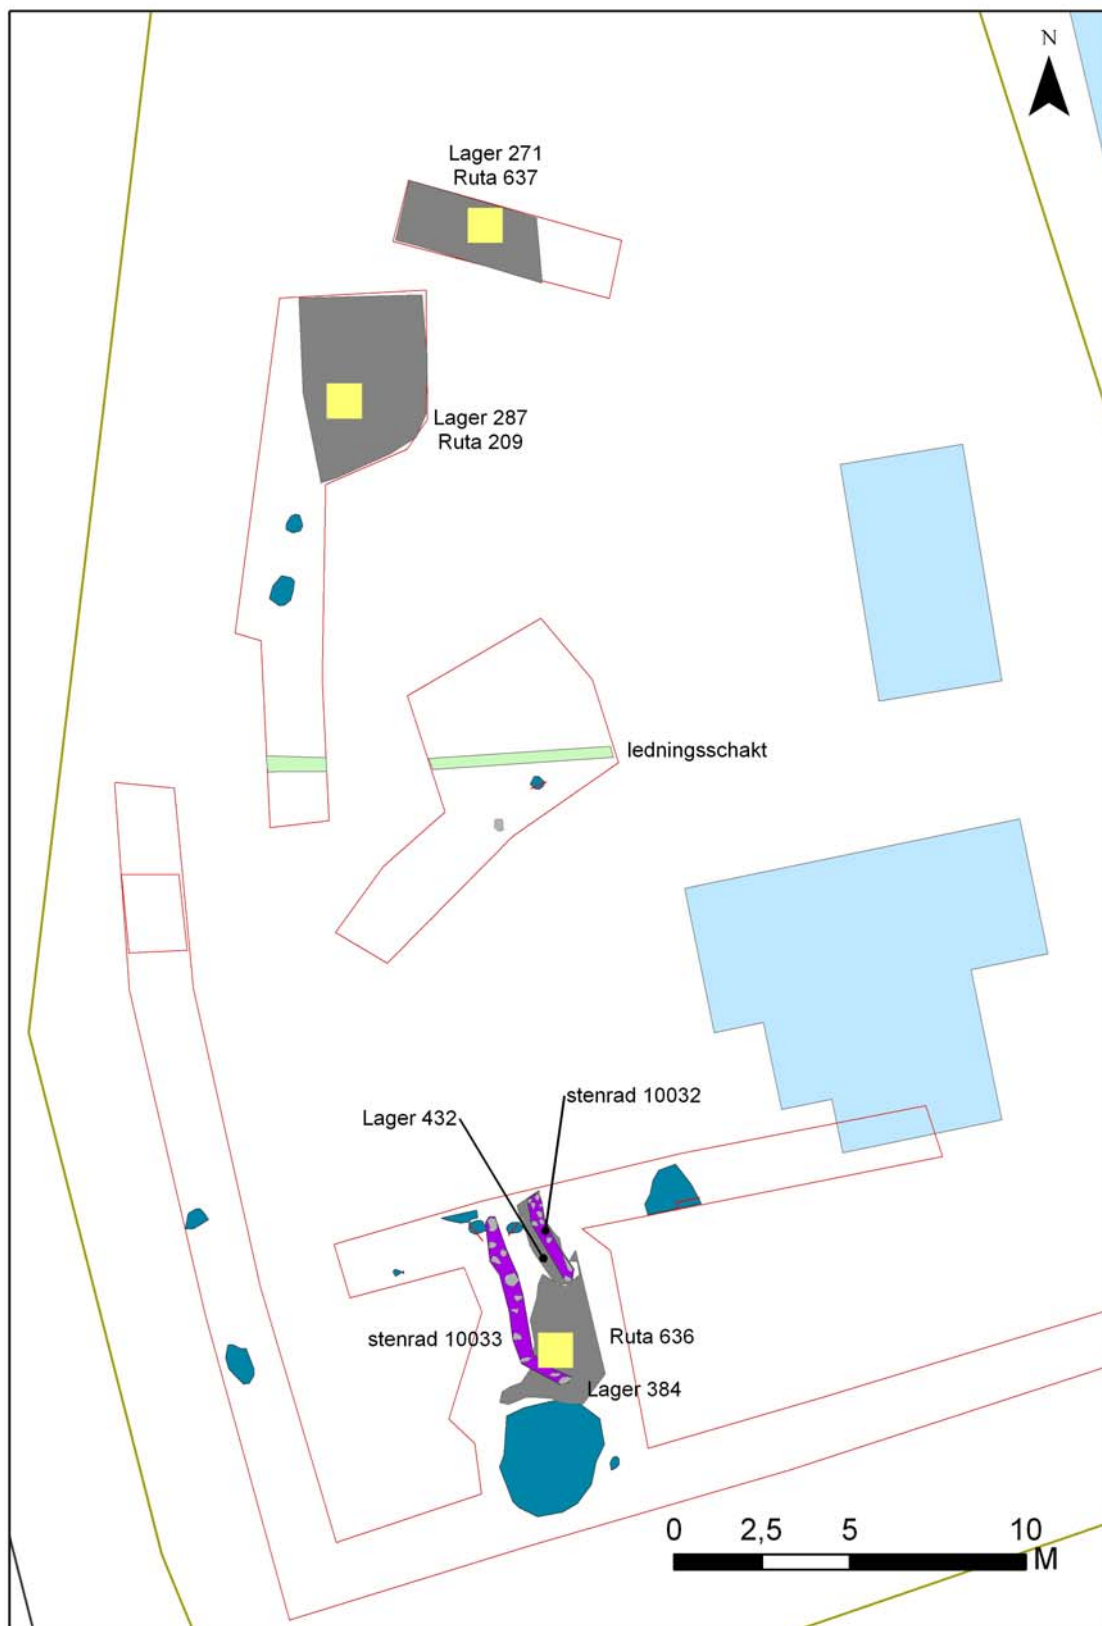 N
Lager 271
Ruta 637
Lager 287
Ruta 209
ledningsschakt
stenrad 10032
Lager 432
stenrad 10033
Ruta 636
Lager 384
0 2,5 5 10
M